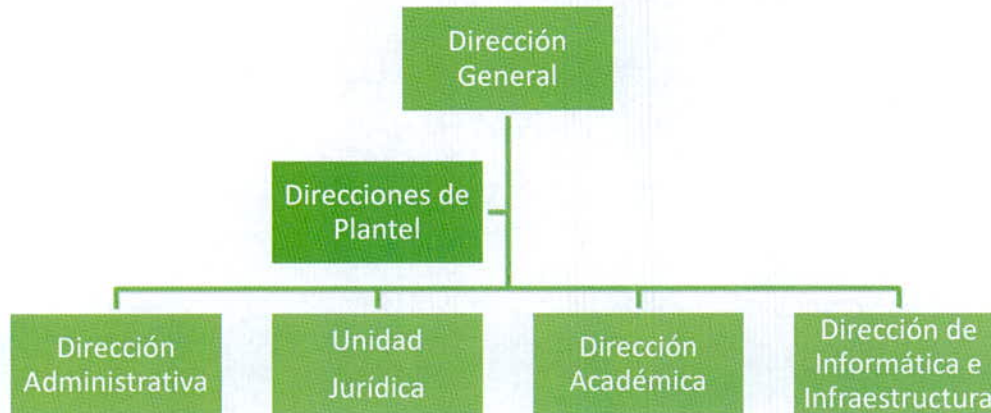 Dirección
General
Direcciones de
Plantel
Dirección
Administrativa
Unidad
Jurídica
Dirección
Académica
Dirección de
Informática e
Infraestructura